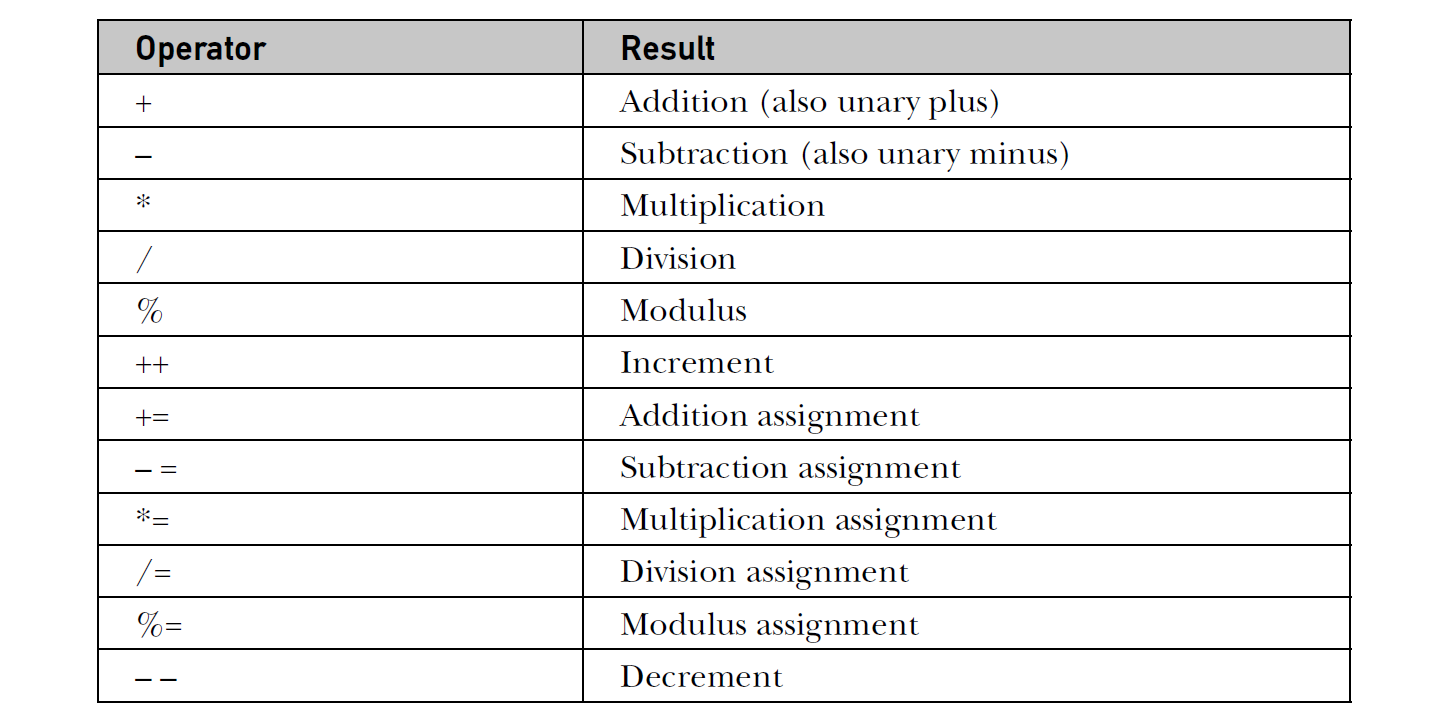 Operator Result
+ Addition (also unary plus)
– Subtraction (also unary minus)
* Multiplication
/ Division
% Modulus
++ Increment
+= Addition assignment
– = Subtraction assignment
*= Multiplication assignment
/= Division assignment
%= Modulus assignment
– – Decrement